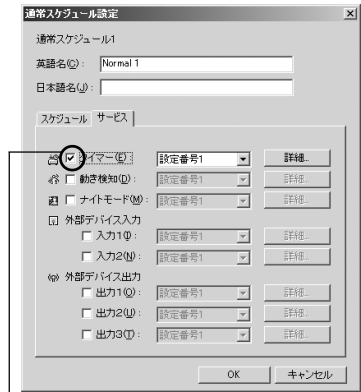 通常スケジュール設定
通常スケジュール1
英語名(C): Normal 1
日本語名(J):
スケジュール サービス
タイマー(E): 設定番号1 詳細...
動き検知(D): 設定番号1 詳細...
ナイトモード(M): 設定番号1 詳細...
外部デバイス入力
入力1(I): 設定番号1 詳細...
入力2(N): 設定番号1 詳細...
外部デバイス出力
出力1(O): 設定番号1 詳細...
出力2(U): 設定番号1 詳細...
出力3(T): 設定番号1 詳細...
OK キャンセル